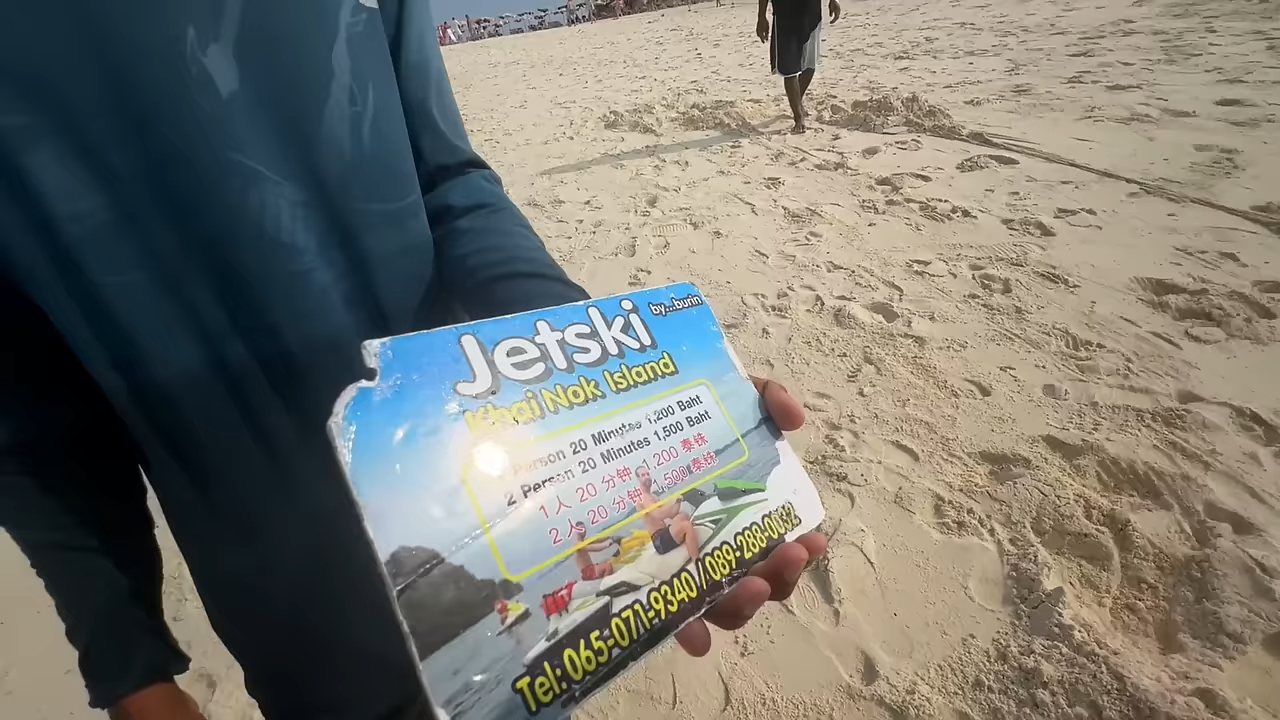 Jetski
by...burin
Khai Nok Island
Person 20 Minutes 1,200 Baht
2 Person 20 Minutes 1,500 Baht
1人 20 分钟 1,200 泰铢
2人 20 分钟 1,500 泰铢
Tel: 065-071-9340 / 089-288-0032